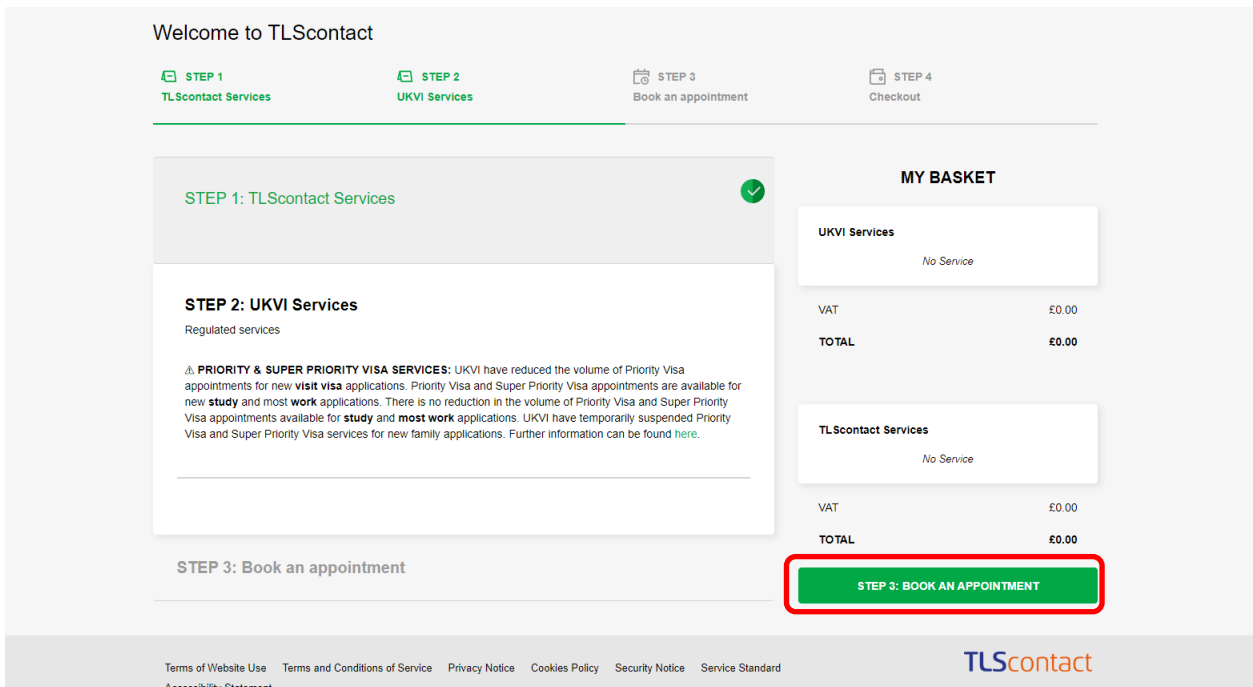 Welcome to TLScontact
STEP 1
TLScontact Services
STEP 2
UKVI Services
STEP 3
Book an appointment
STEP 4
Checkout
STEP 1: TLScontact Services
STEP 2: UKVI Services
Regulated services
⚠ PRIORITY & SUPER PRIORITY VISA SERVICES: UKVI have reduced the volume of Priority Visa
appointments for new visit visa applications. Priority Visa and Super Priority Visa appointments are available for
new study and most work applications. There is no reduction in the volume of Priority Visa and Super Priority
Visa appointments available for study and most work applications. UKVI have temporarily suspended Priority
Visa and Super Priority Visa services for new family applications. Further information can be found here.
STEP 3: Book an appointment
MY BASKET
UKVI Services
No Service
VAT £0.00
TOTAL £0.00
TLScontact Services
No Service
VAT £0.00
TOTAL £0.00
STEP 3: BOOK AN APPOINTMENT
Terms of Website Use Terms and Conditions of Service Privacy Notice Cookies Policy Security Notice Service Standard
Accessibility Statement
TLScontact